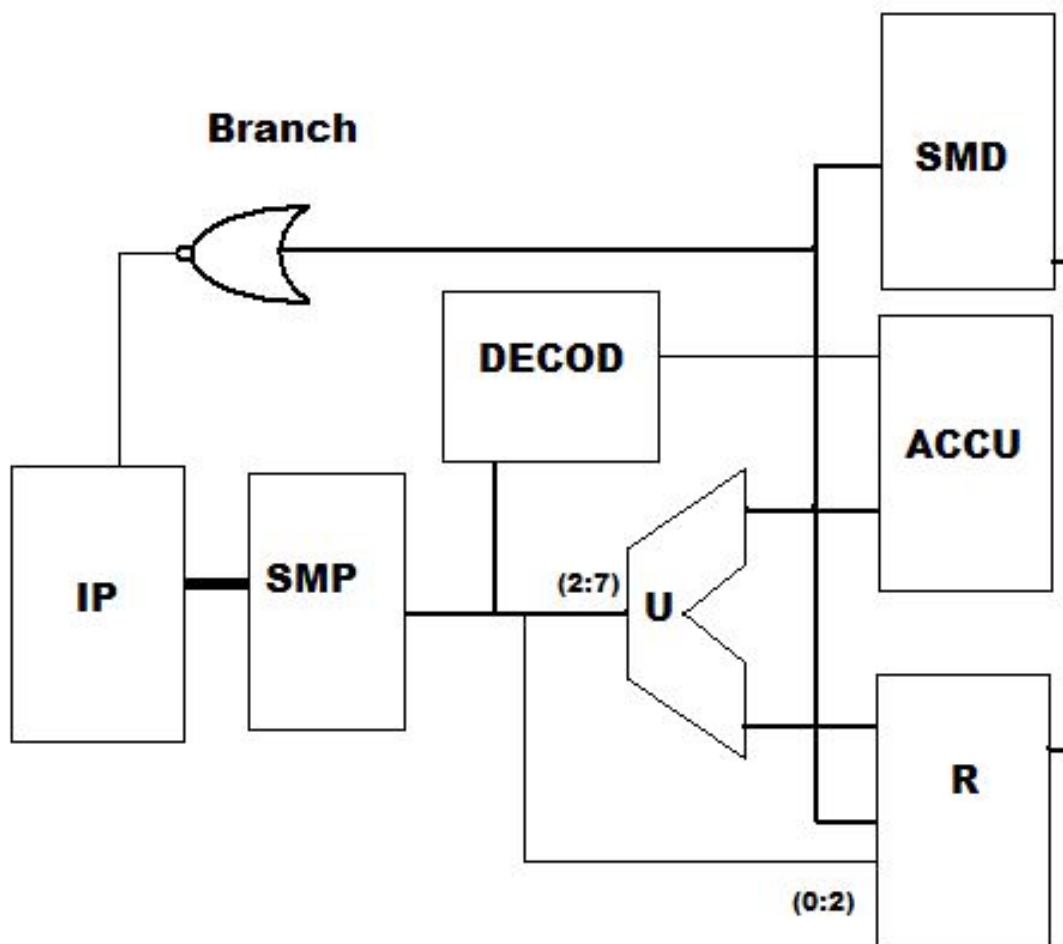 Branch
SMD
DECOD
ACCU
IP
SMP
(2:7)
U
R
(0:2)